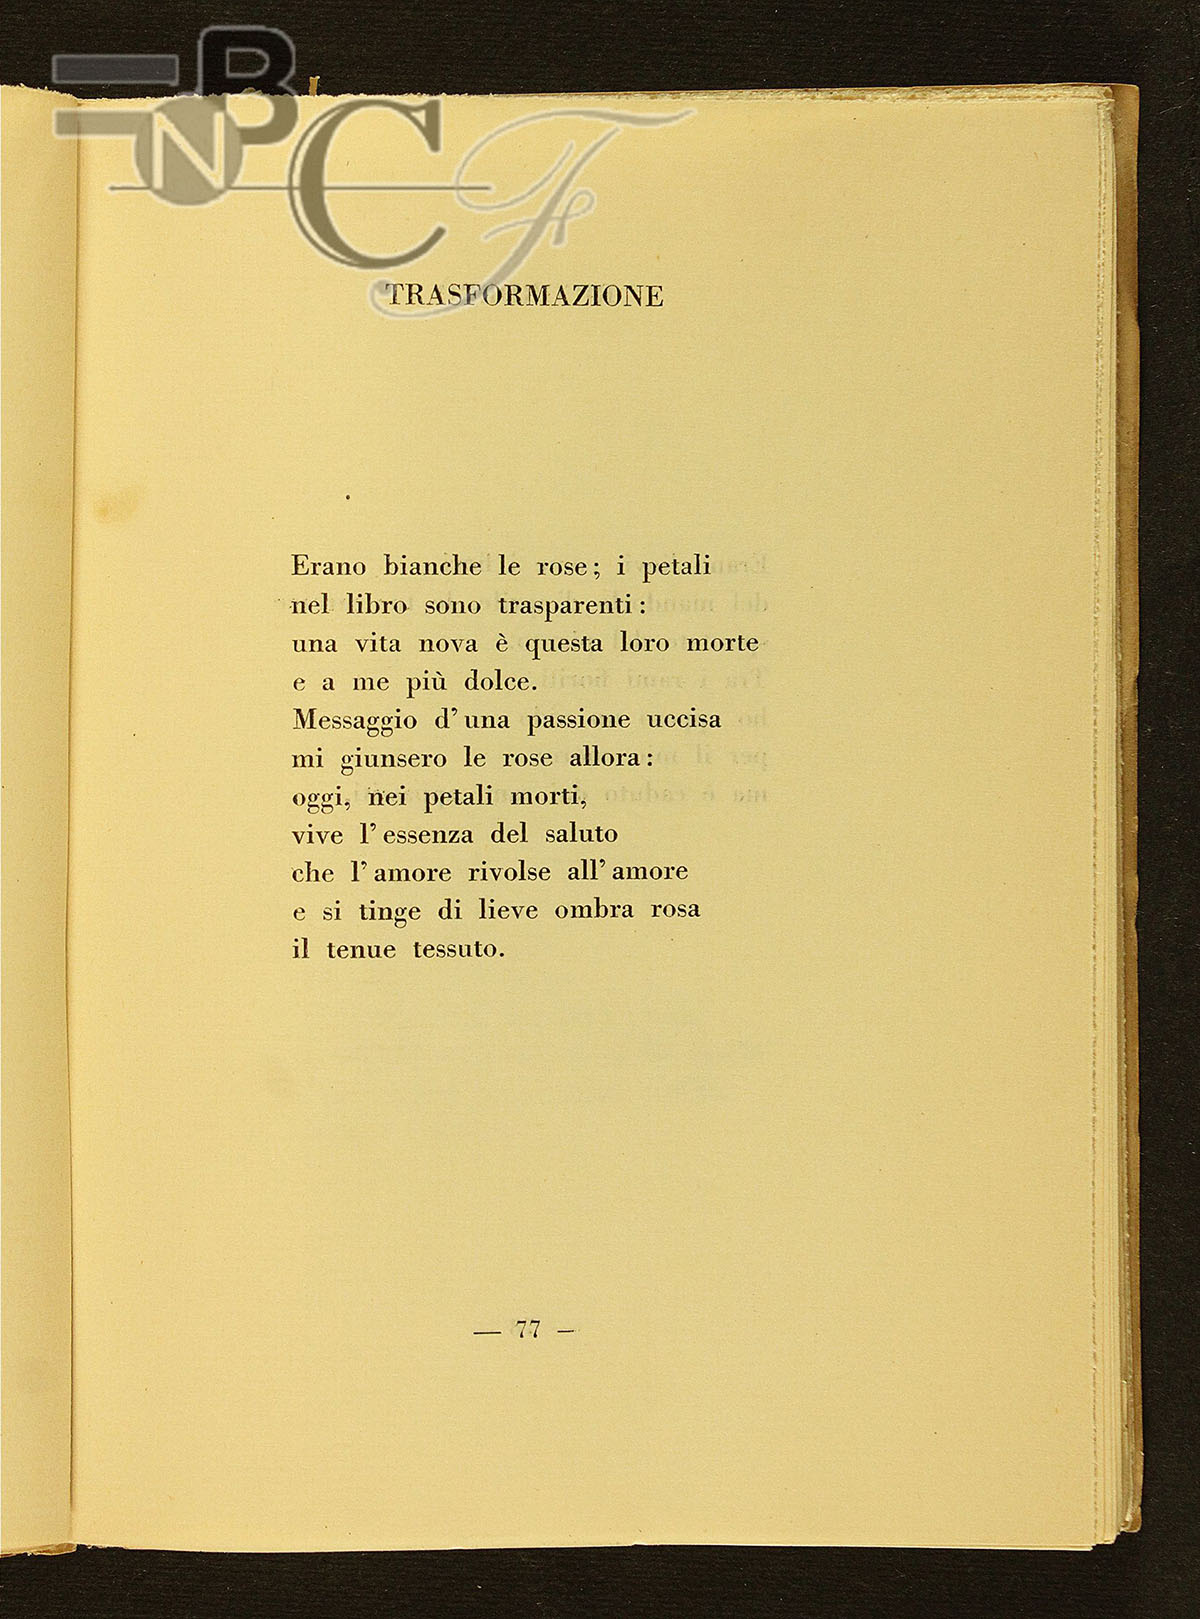 BNCF
TRASFORMAZIONE
Erano bianche le rose; i petali
nel libro sono trasparenti:
una vita nova è questa loro morte
e a me più dolce.
Messaggio d'una passione uccisa
mi giunsero le rose allora:
oggi, nei petali morti,
vive l'essenza del saluto
che l'amore rivolse all'amore
e si tinge di lieve ombra rosa
il tenue tessuto.
— 77 —